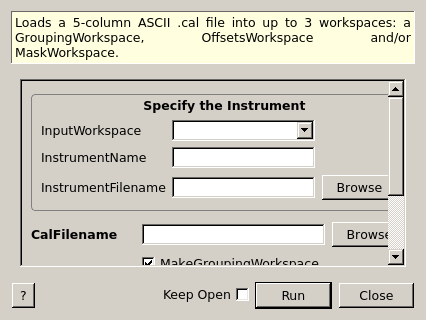 Loads a 5-column ASCII .cal file into up to 3 workspaces: a
GroupingWorkspace, OffsetsWorkspace and/or
MaskWorkspace.
Specify the Instrument
InputWorkspace
InstrumentName
InstrumentFilename Browse
CalFilename Browse
MakeGroupingWorkspace
? Keep Open Run Close